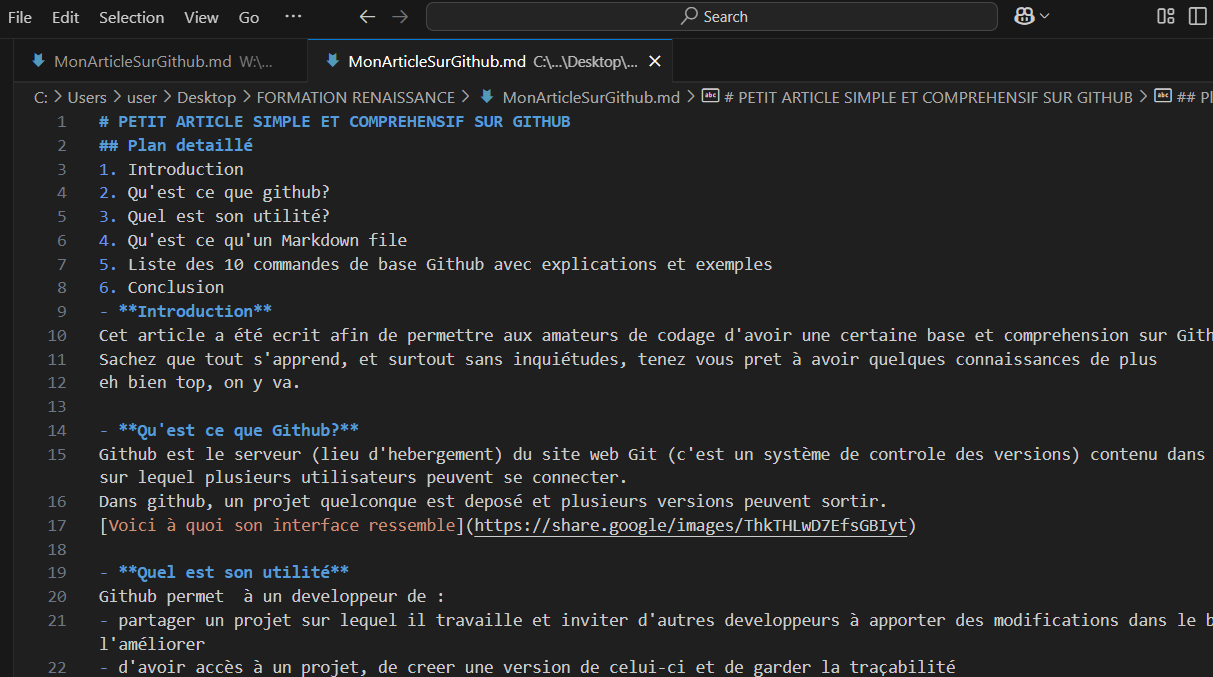 File Edit Selection View Go ··· Search
MonArticleSurGithub.md W:\... MonArticleSurGithub.md C:\...\Desktop\...
C: > Users > user > Desktop > FORMATION RENAISSANCE > MonArticleSurGithub.md > # PETIT ARTICLE SIMPLE ET COMPREHENSIF SUR GITHUB > ## Pl
1 # PETIT ARTICLE SIMPLE ET COMPREHENSIF SUR GITHUB
2 ## Plan detaillé
3 1. Introduction
4 2. Qu'est ce que github?
5 3. Quel est son utilité?
6 4. Qu'est ce qu'un Markdown file
7 5. Liste des 10 commandes de base Github avec explications et exemples
8 6. Conclusion
9 - **Introduction**
10 Cet article a été ecrit afin de permettre aux amateurs de codage d'avoir une certaine base et comprehension sur Gith
11 Sachez que tout s'apprend, et surtout sans inquiétudes, tenez vous pret à avoir quelques connaissances de plus
12 eh bien top, on y va.
13
14 - **Qu'est ce que Github?**
15 Github est le serveur (lieu d'hebergement) du site web Git (c'est un système de controle des versions) contenu dans
sur lequel plusieurs utilisateurs peuvent se connecter.
16 Dans github, un projet quelconque est deposé et plusieurs versions peuvent sortir.
17 [Voici à quoi son interface ressemble](https://share.google/images/ThkTHLwD7EfsGBIyt)
18
19 - **Quel est son utilité**
20 Github permet  à un developpeur de :
21 - partager un projet sur lequel il travaille et inviter d'autres developpeurs à apporter des modifications dans le b
l'améliorer
22 - d'avoir accès à un projet, de creer une version de celui-ci et de garder la traçabilité